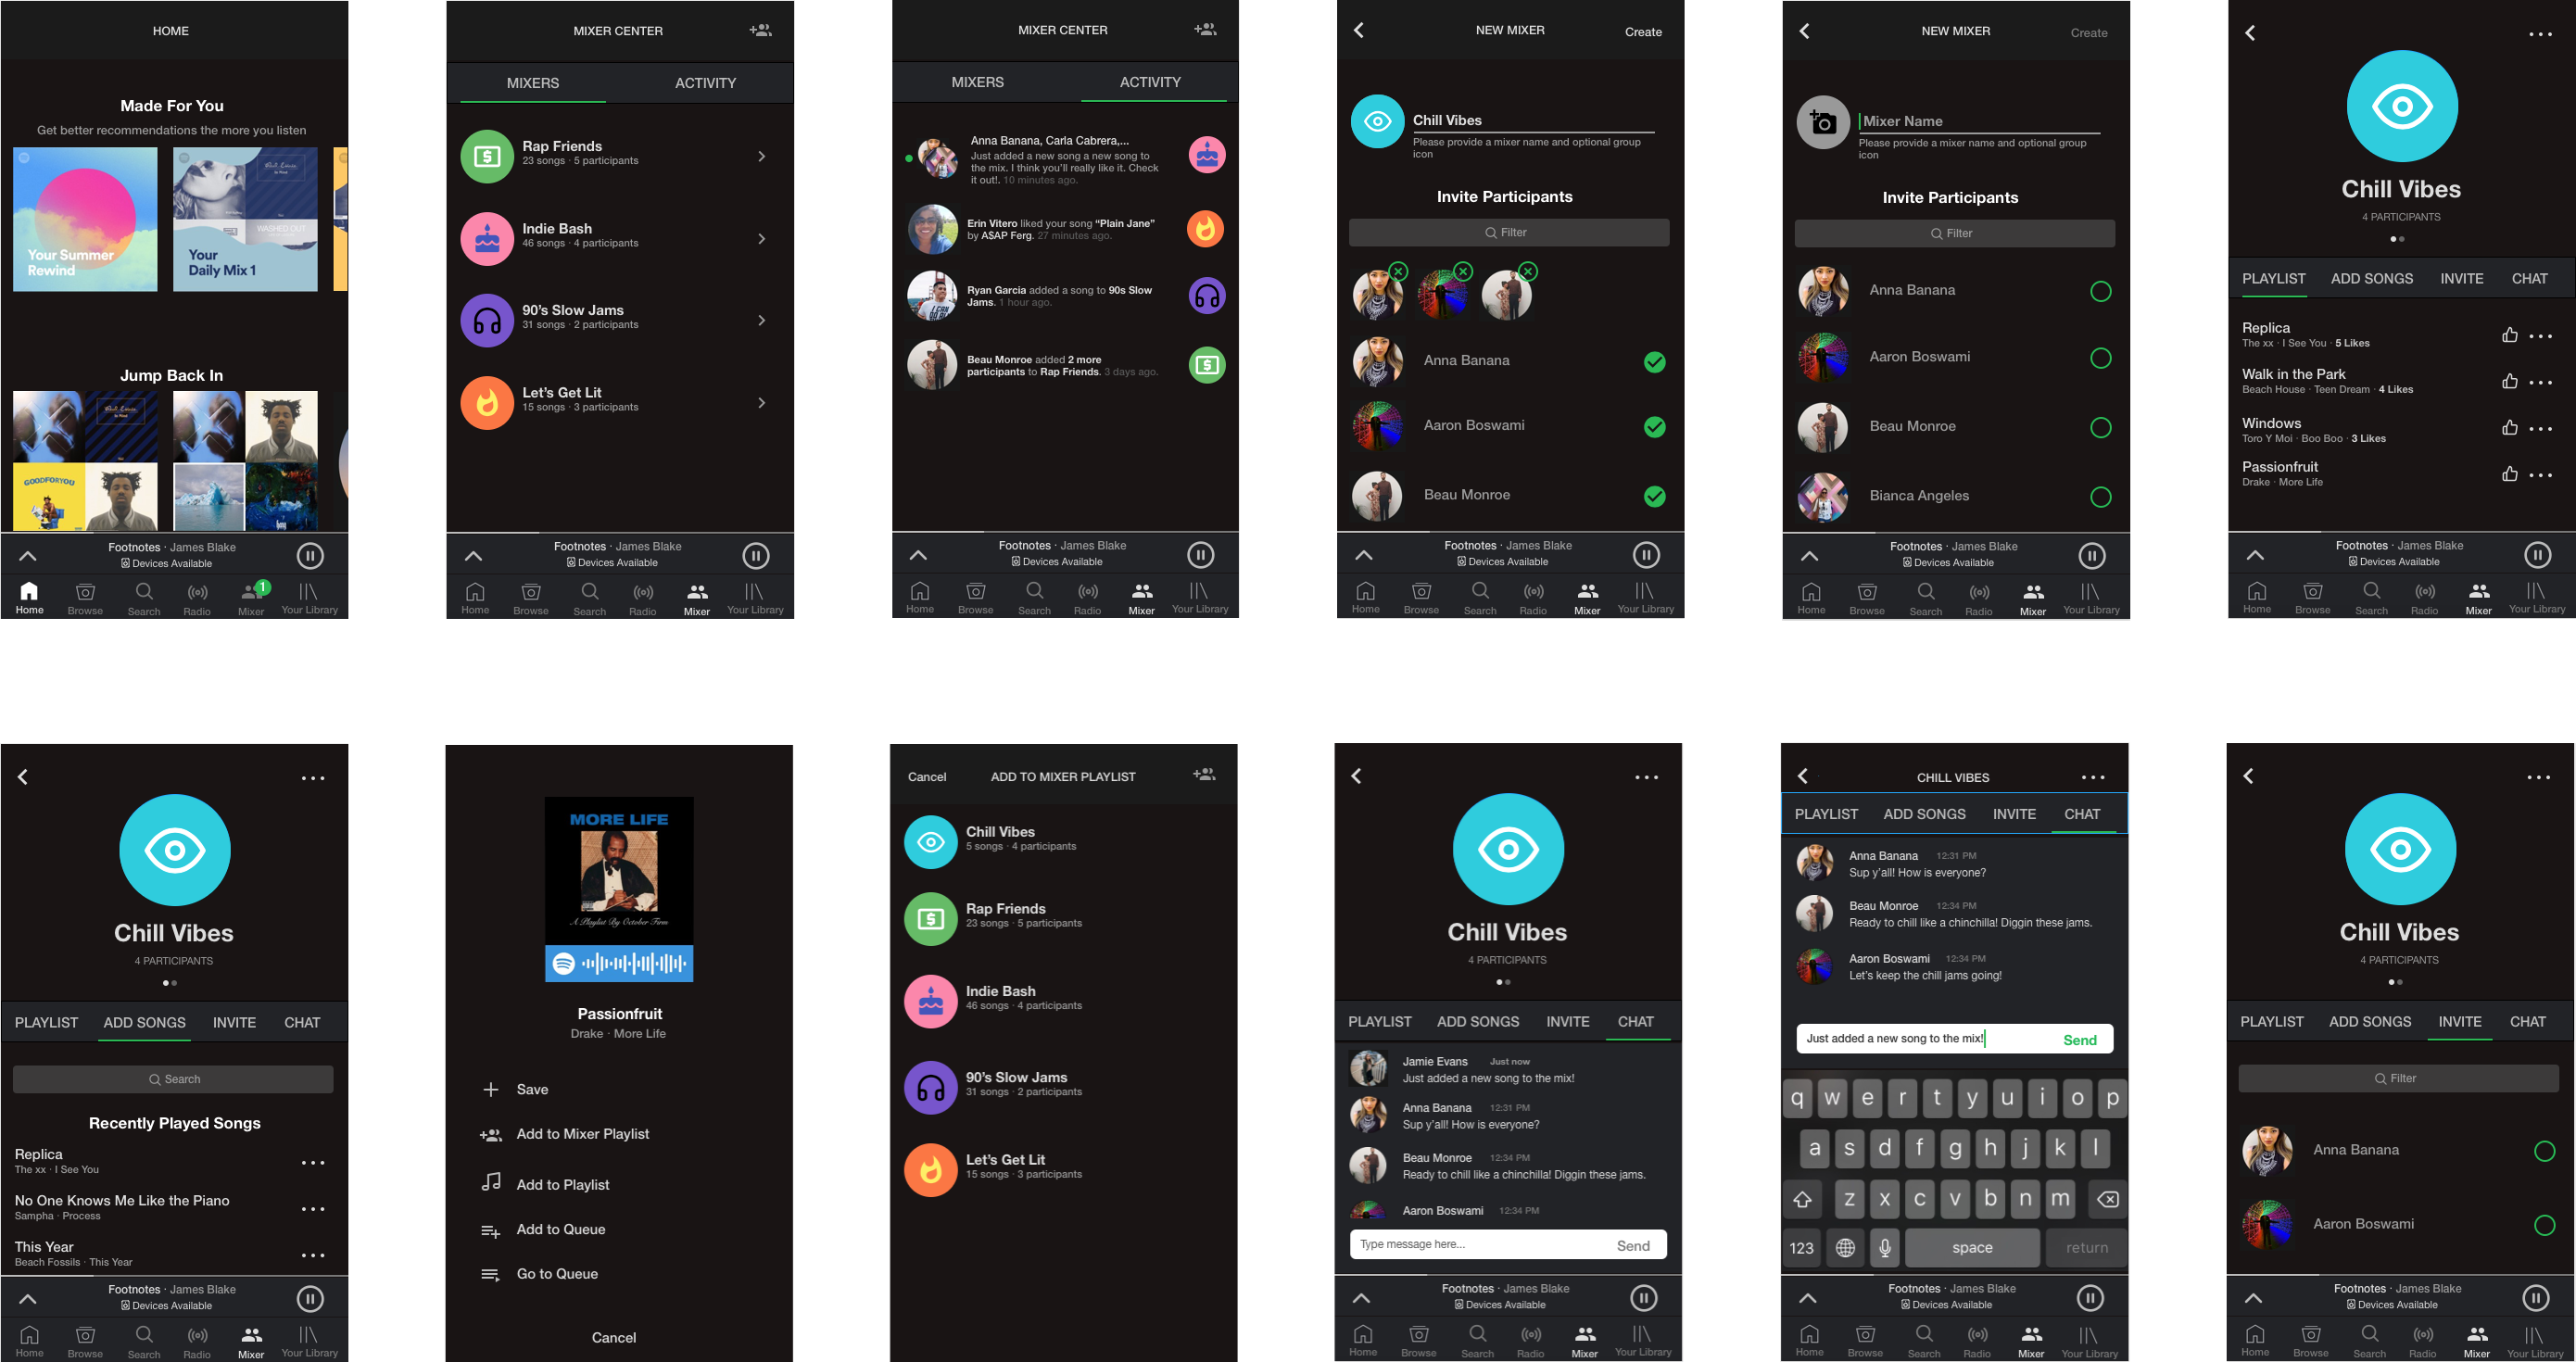 HOME
Made For You
Get better recommendations the more you listen
Your Summer
Rewind
WASHED OUT
Your
Daily Mix 1
Jump Back In
GOODFORYOU
Footnotes · James Blake
Devices Available
1
Home
Browse
Search
Radio
Mixer
Your Library
MIXER CENTER
MIXERS
ACTIVITY
Rap Friends
23 songs · 5 participants
Indie Bash
46 songs · 4 participants
90's Slow Jams
31 songs · 2 participants
Let's Get Lit
15 songs · 3 participants
Footnotes · James Blake
Devices Available
Home
Browse
Search
Radio
Mixer
Your Library
MIXER CENTER
MIXERS
ACTIVITY
Anna Banana, Carla Cabrera,...
Just added a new song a new song to
the mix. I think you'll really like it. Check
it out!. 10 minutes ago.
Erin Vitero liked your song “Plain Jane”
by A$AP Ferg. 27 minutes ago.
Ryan Garcia added a song to 90s Slow
Jams. 1 hour ago.
Beau Monroe added 2 more
participants to Rap Friends. 3 days ago.
Footnotes · James Blake
Devices Available
Home
Browse
Search
Radio
Mixer
Your Library
NEW MIXER
Create
Chill Vibes
Please provide a mixer name and optional group
icon
Invite Participants
Filter
Anna Banana
Aaron Boswami
Beau Monroe
Footnotes · James Blake
Devices Available
Home
Browse
Search
Radio
Mixer
Your Library
NEW MIXER
Create
Mixer Name
Please provide a mixer name and optional group
icon
Invite Participants
Filter
Anna Banana
Aaron Boswami
Beau Monroe
Bianca Angeles
Footnotes · James Blake
Devices Available
Home
Browse
Search
Radio
Mixer
Your Library
Chill Vibes
4 PARTICIPANTS
PLAYLIST
ADD SONGS
INVITE
CHAT
Replica
The xx · I See You · 5 Likes
Walk in the Park
Beach House · Teen Dream · 4 Likes
Windows
Toro Y Moi · Boo Boo · 3 Likes
Passionfruit
Drake · More Life
Footnotes · James Blake
Devices Available
Home
Browse
Search
Radio
Mixer
Your Library
Chill Vibes
4 PARTICIPANTS
PLAYLIST
ADD SONGS
INVITE
CHAT
Search
Recently Played Songs
Replica
The xx · I See You
No One Knows Me Like the Piano
Sampha · Process
This Year
Beach Fossils · This Year
Footnotes · James Blake
Devices Available
Home
Browse
Search
Radio
Mixer
Your Library
MORE LIFE
A Playlist By October Firm
Passionfruit
Drake · More Life
Save
Add to Mixer Playlist
Add to Playlist
Add to Queue
Go to Queue
Cancel
Cancel
ADD TO MIXER PLAYLIST
Chill Vibes
5 songs · 4 participants
Rap Friends
23 songs · 5 participants
Indie Bash
46 songs · 4 participants
90's Slow Jams
31 songs · 2 participants
Let's Get Lit
15 songs · 3 participants
Chill Vibes
4 PARTICIPANTS
PLAYLIST
ADD SONGS
INVITE
CHAT
Jamie Evans Just now
Just added a new song to the mix!
Anna Banana 12:31 PM
Sup y'all! How is everyone?
Beau Monroe 12:34 PM
Ready to chill like a chinchilla! Diggin these jams.
Aaron Boswami 12:34 PM
Type message here...
Send
Footnotes · James Blake
Devices Available
Home
Browse
Search
Radio
Mixer
Your Library
CHILL VIBES
PLAYLIST
ADD SONGS
INVITE
CHAT
Anna Banana 12:31 PM
Sup y'all! How is everyone?
Beau Monroe 12:34 PM
Ready to chill like a chinchilla! Diggin these jams.
Aaron Boswami 12:34 PM
Let's keep the chill jams going!
Just added a new song to the mix!
Send
q w e r t y u i o p
a s d f g h j k l
z x c v b n m
123
space
return
Footnotes · James Blake
Devices Available
Home
Browse
Search
Radio
Mixer
Your Library
Chill Vibes
4 PARTICIPANTS
PLAYLIST
ADD SONGS
INVITE
CHAT
Filter
Anna Banana
Aaron Boswami
Footnotes · James Blake
Devices Available
Home
Browse
Search
Radio
Mixer
Your Library